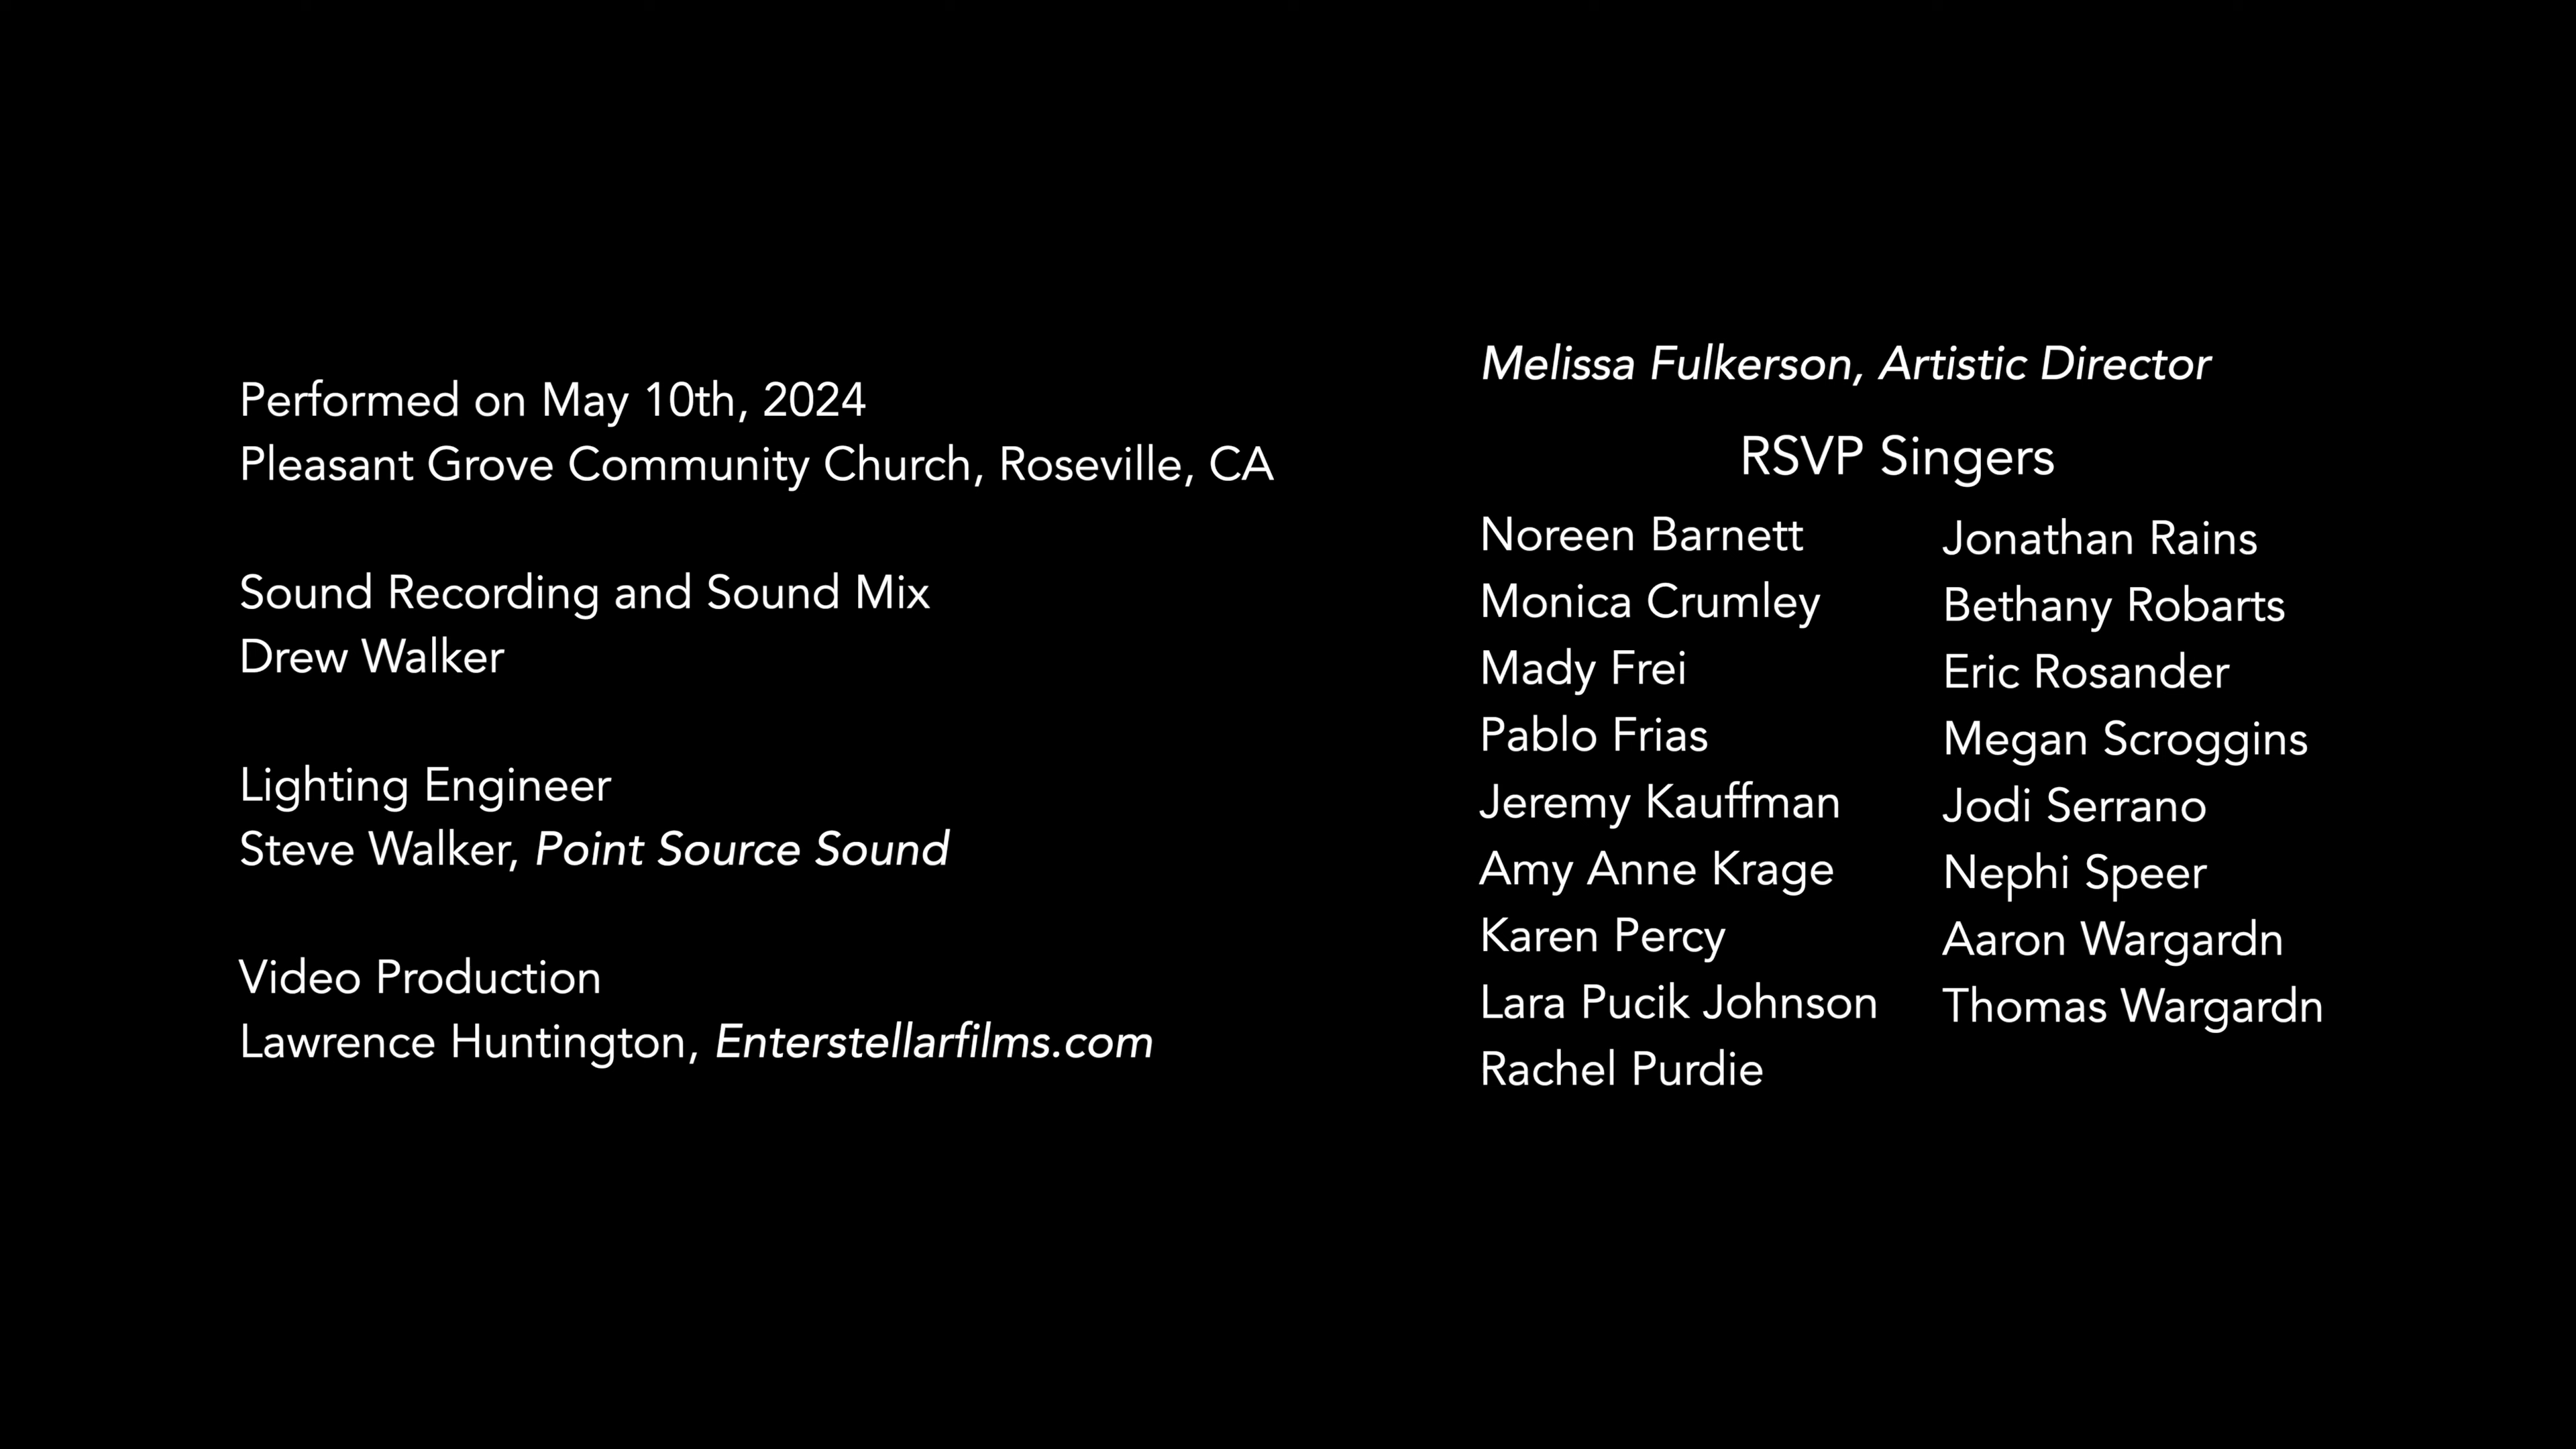 Performed on May 10th, 2024
Pleasant Grove Community Church, Roseville, CA
Sound Recording and Sound Mix
Drew Walker
Lighting Engineer
Steve Walker, Point Source Sound
Video Production
Lawrence Huntington, Enterstellarfilms.com
Melissa Fulkerson, Artistic Director
RSVP Singers
Noreen Barnett
Monica Crumley
Mady Frei
Pablo Frias
Jeremy Kauffman
Amy Anne Krage
Karen Percy
Lara Pucik Johnson
Rachel Purdie
Jonathan Rains
Bethany Robarts
Eric Rosander
Megan Scroggins
Jodi Serrano
Nephi Speer
Aaron Wargardn
Thomas Wargardn